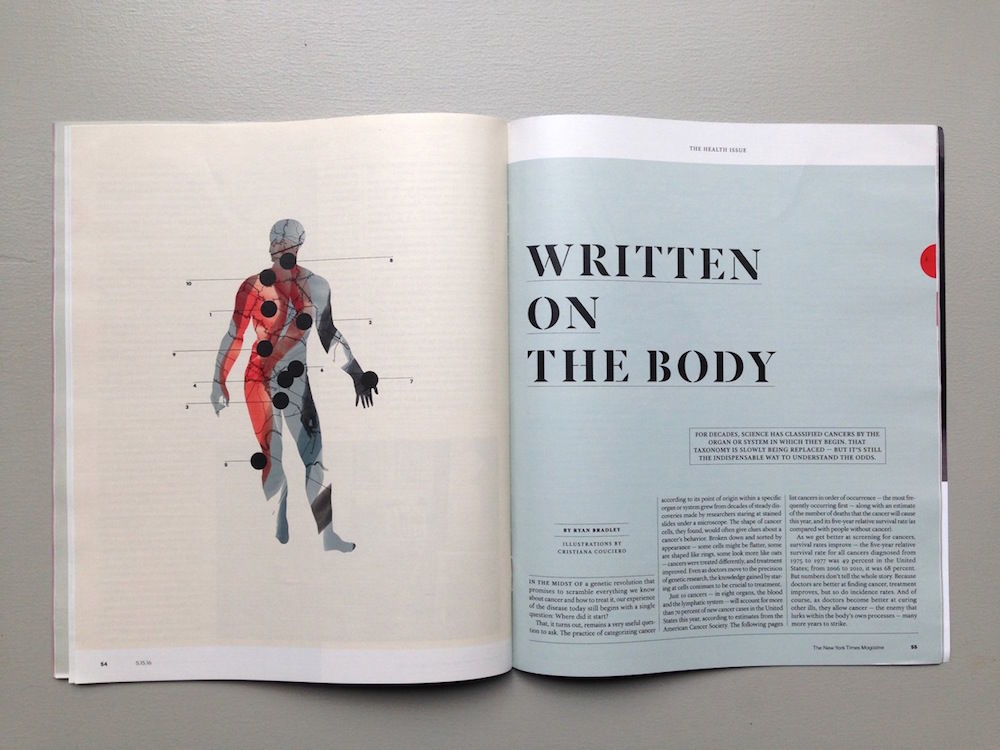 8
10
1
2
9
6
4
7
3
5
54
5.15.16
THE HEALTH ISSUE
WRITTEN
ON
THE BODY
FOR DECADES, SCIENCE HAS CLASSIFIED CANCERS BY THE
ORGAN OR SYSTEM IN WHICH THEY BEGIN. THAT
TAXONOMY IS SLOWLY BEING REPLACED — BUT IT'S STILL
THE INDISPENSABLE WAY TO UNDERSTAND THE ODDS.
BY RYAN BRADLEY
ILLUSTRATIONS BY
CRISTIANA COUCEIRO
IN THE MIDST OF a genetic revolution that
promises to scramble everything we know
about cancer and how to treat it, our experience
of the disease today still begins with a single
question: Where did it start?
That, it turns out, remains a very useful ques-
tion to ask. The practice of categorizing cancer
according to its point of origin within a specific
organ or system grew from decades of steady dis-
coveries made by researchers staring at stained
slides under a microscope. The shape of cancer
cells, they found, would often give clues about a
cancer's behavior. Broken down and sorted by
appearance — some cells might be flatter, some
are shaped like rings, some look more like oats
— cancers were treated differently, and treatment
improved. Even as doctors move to the precision
of genetic research, the knowledge gained by star-
ing at cells continues to be crucial to treatment.
Just 10 cancers — in eight organs, the blood
and the lymphatic system — will account for more
than 70 percent of new cancer cases in the United
States this year, according to estimates from the
American Cancer Society. The following pages
list cancers in order of occurrence — the most fre-
quently occurring first — along with an estimate
of the number of deaths that the cancer will cause
this year, and its five-year relative survival rate (as
compared with people without cancer).
As we get better at screening for cancers,
survival rates improve — the five-year relative
survival rate for all cancers diagnosed from
1975 to 1977 was 49 percent in the United
States; from 2006 to 2010, it was 68 percent.
But numbers don't tell the whole story. Because
doctors are better at finding cancer, treatment
improves, but so do incidence rates. And of
course, as doctors become better at curing
other ills, they allow cancer — the enemy that
lurks within the body's own processes — many
more years to strike.
The New York Times Magazine
55